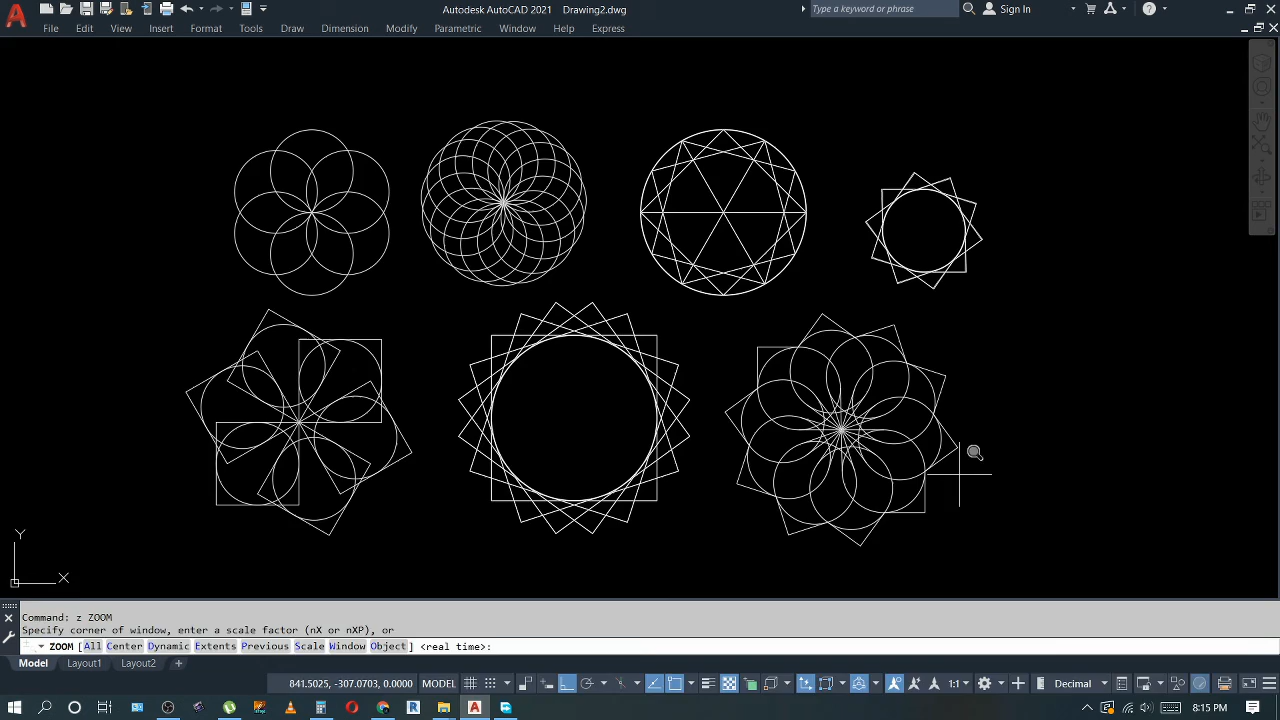 Autodesk AutoCAD 2021 Drawing2.dwg
Type a keyword or phrase
Sign In
File Edit View Insert Format Tools Draw Dimension Modify Parametric Window Help Express
Y
X
Command: z ZOOM
Specify corner of window, enter a scale factor (nX or nXP), or
ZOOM [All Center Dynamic Extents Previous Scale Window Object] <real time>:
Model Layout1 Layout2 +
841.5025, -307.0703, 0.0000 MODEL 1:1 Decimal
8:15 PM